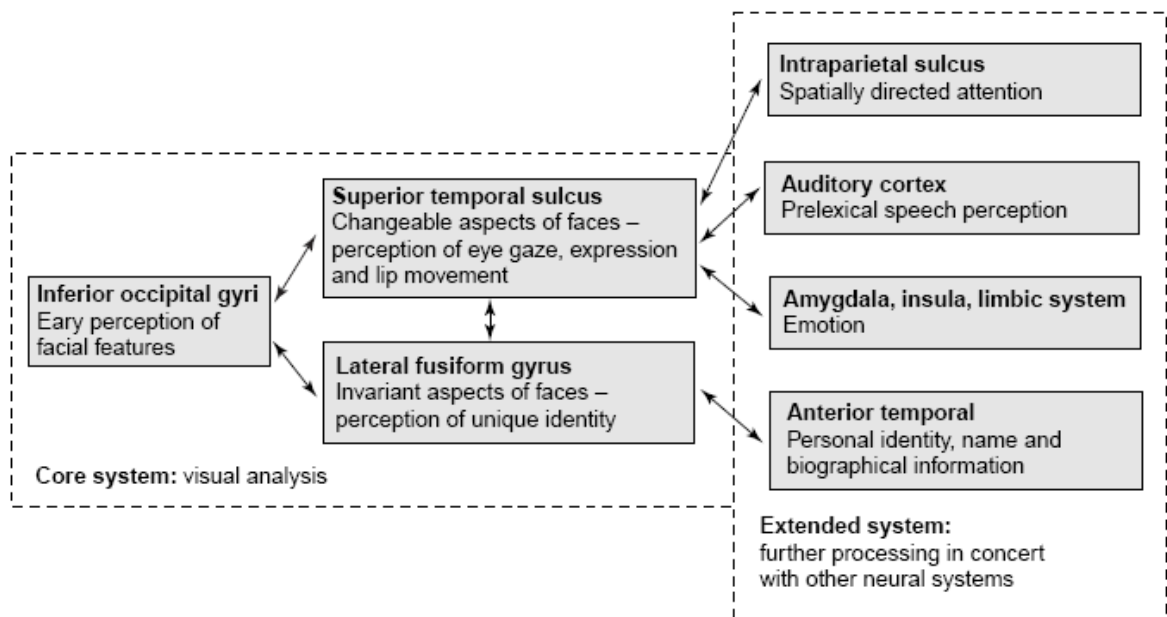 Intraparietal sulcus
Spatially directed attention
Superior temporal sulcus
Changeable aspects of faces –
perception of eye gaze, expression
and lip movement
Auditory cortex
Prelexical speech perception
Inferior occipital gyri
Eary perception of
facial features
Amygdala, insula, limbic system
Emotion
Lateral fusiform gyrus
Invariant aspects of faces –
perception of unique identity
Anterior temporal
Personal identity, name and
biographical information
Core system: visual analysis
Extended system:
further processing in concert
with other neural systems